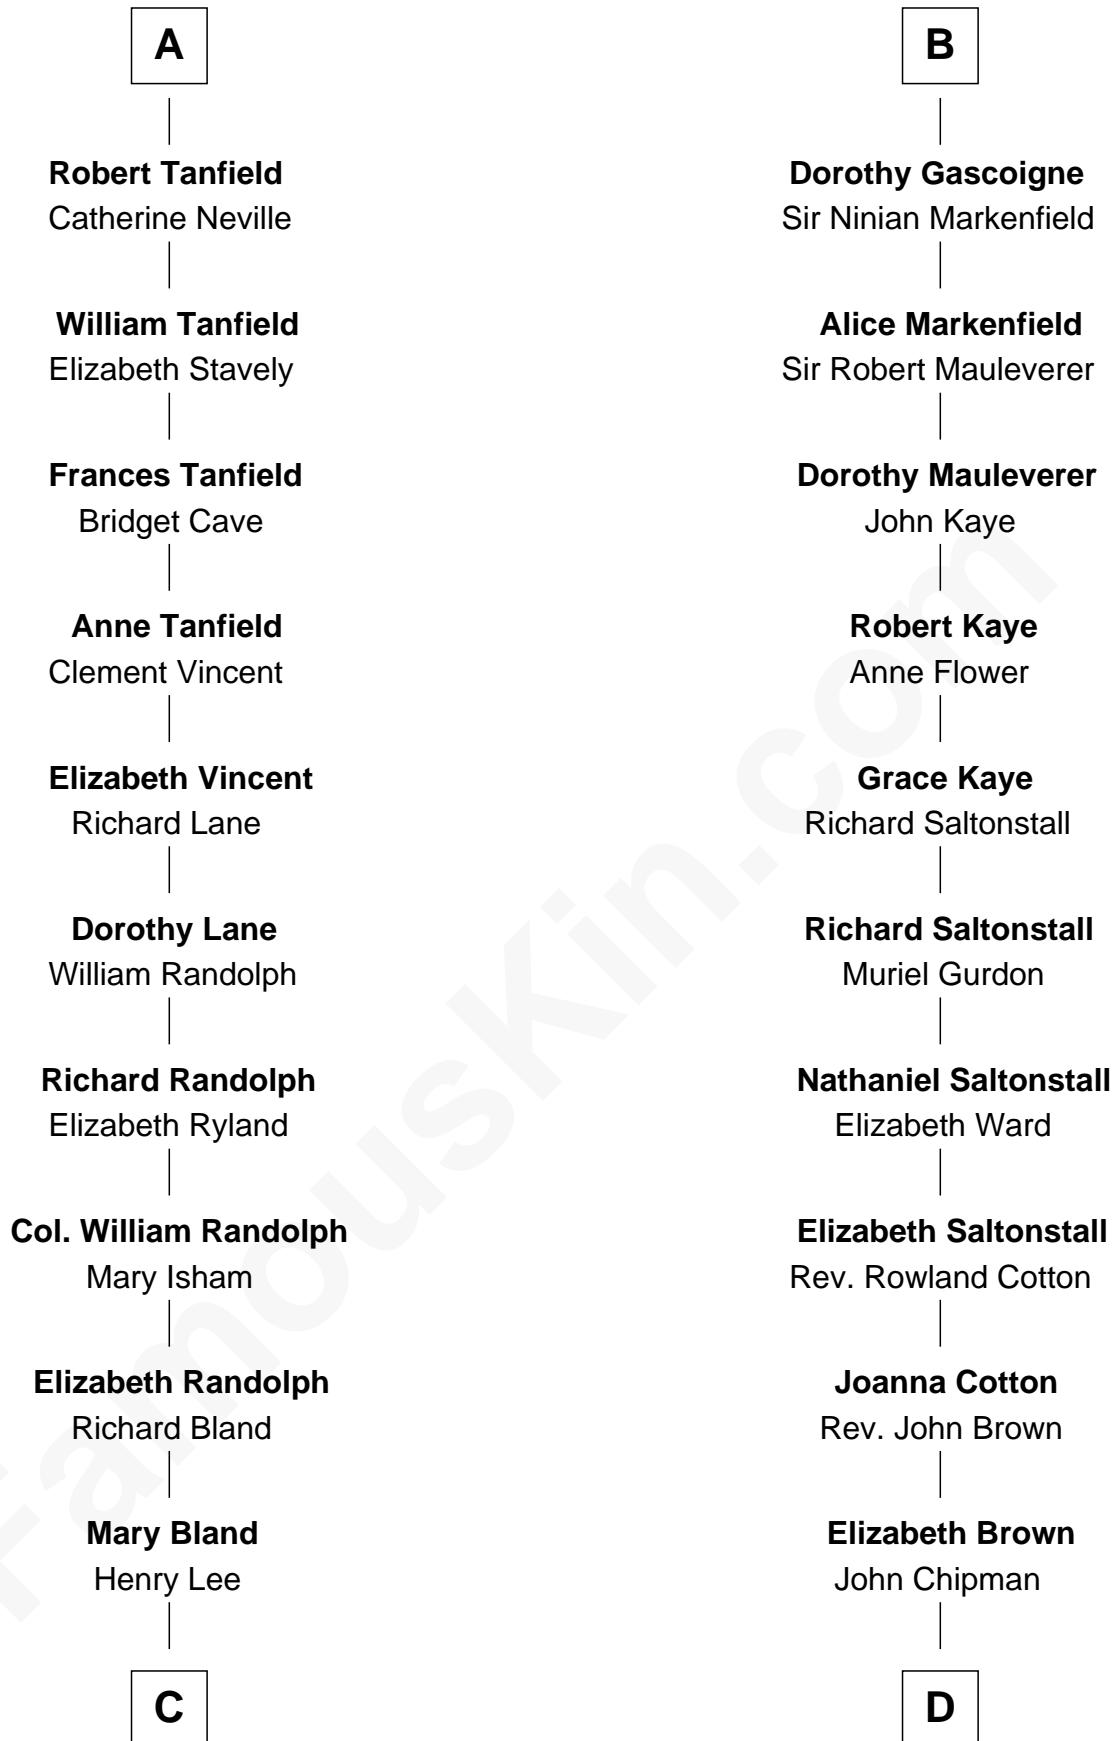 A
Robert Tanfield
Catherine Neville
William Tanfield
Elizabeth Stavely
Frances Tanfield
Bridget Cave
Anne Tanfield
Clement Vincent
Elizabeth Vincent
Richard Lane
Dorothy Lane
William Randolph
Richard Randolph
Elizabeth Ryland
Col. William Randolph
Mary Isham
Elizabeth Randolph
Richard Bland
Mary Bland
Henry Lee
C
B
Dorothy Gascoigne
Sir Ninian Markenfield
Alice Markenfield
Sir Robert Mauleverer
Dorothy Mauleverer
John Kaye
Robert Kaye
Anne Flower
Grace Kaye
Richard Saltonstall
Richard Saltonstall
Muriel Gurdon
Nathaniel Saltonstall
Elizabeth Ward
Elizabeth Saltonstall
Rev. Rowland Cotton
Joanna Cotton
Rev. John Brown
Elizabeth Brown
John Chipman
D
FamousKin.com